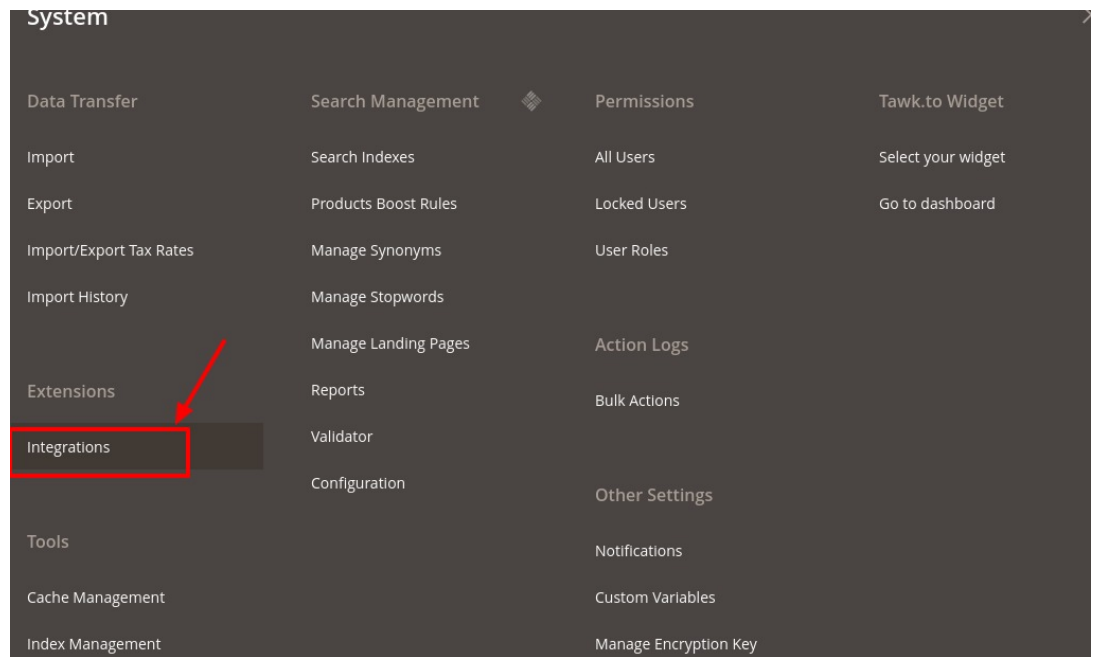 System
Data Transfer
Import
Export
Import/Export Tax Rates
Import History
Extensions
Integrations
Tools
Cache Management
Index Management
Search Management
Search Indexes
Products Boost Rules
Manage Synonyms
Manage Stopwords
Manage Landing Pages
Reports
Validator
Configuration
Permissions
All Users
Locked Users
User Roles
Action Logs
Bulk Actions
Other Settings
Notifications
Custom Variables
Manage Encryption Key
Tawk.to Widget
Select your widget
Go to dashboard